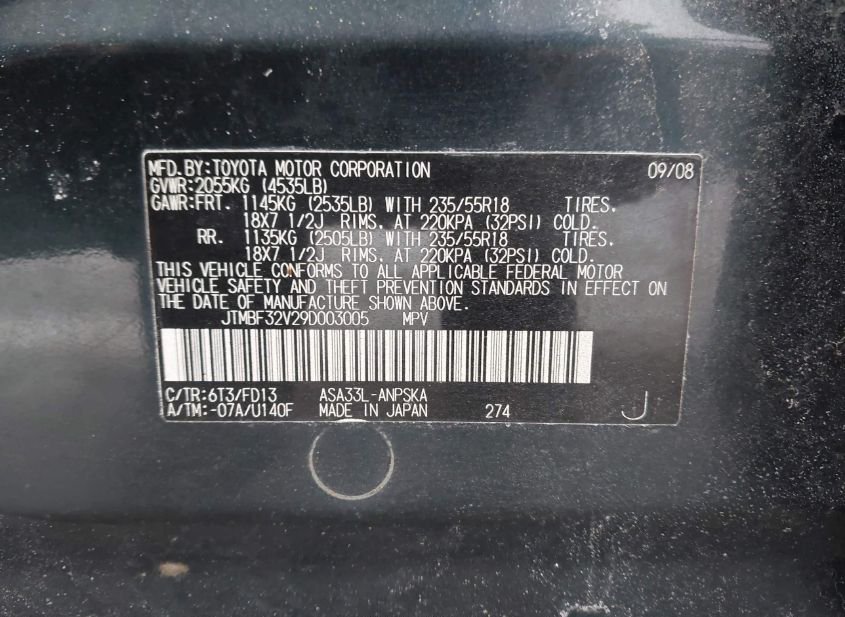 MFD.BY:TOYOTA MOTOR CORPORATION 09/08
GVWR:2055KG (4535LB)
GAWR:FRT. 1145KG (2535LB) WITH 235/55R18 TIRES,
18X7 1/2J RIMS, AT 220KPA (32PSI) COLD.
RR. 1135KG (2505LB) WITH 235/55R18 TIRES,
18X7 1/2J RIMS, AT 220KPA (32PSI) COLD.
THIS VEHICLE CONFORMS TO ALL APPLICABLE FEDERAL MOTOR
VEHICLE SAFETY AND THEFT PREVENTION STANDARDS IN EFFECT ON
THE DATE OF MANUFACTURE SHOWN ABOVE.
JTMBF32V29D003005 MPV
C/TR:6T3/FD13 ASA33L-ANPSKA
A/TM:-07A/U140F MADE IN JAPAN 274 J